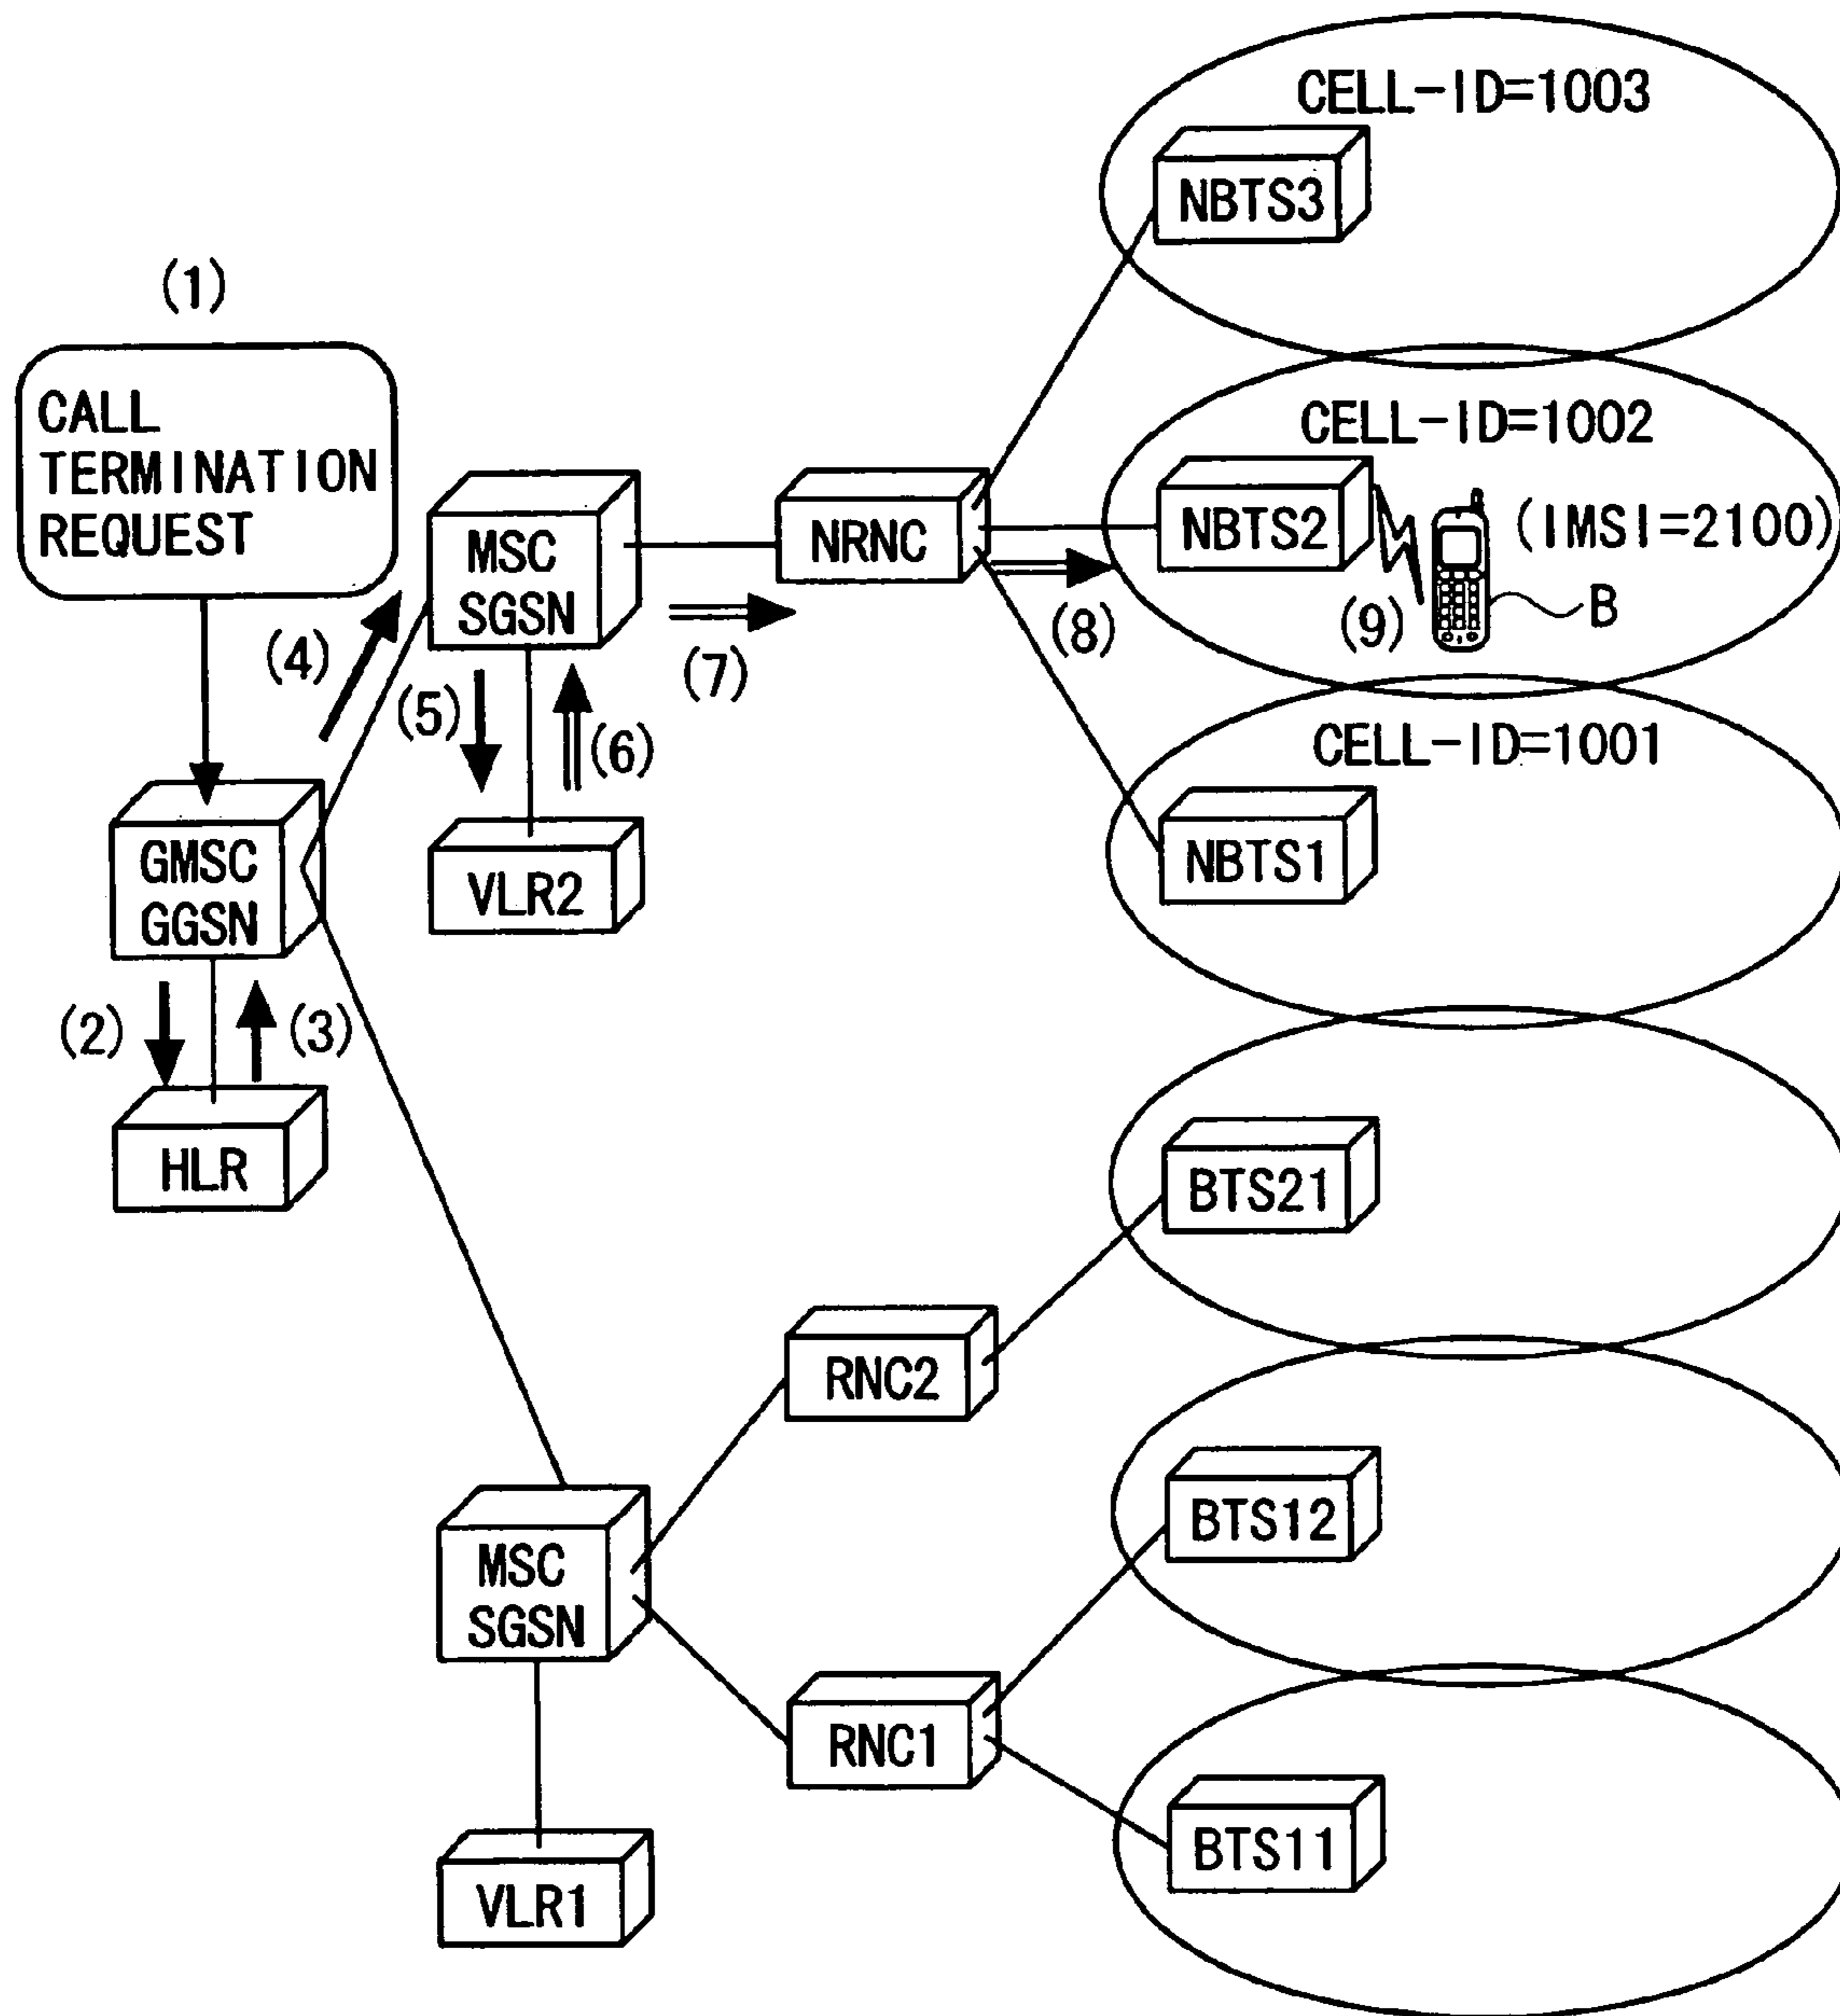 CELL-ID=1003
NBTS3
(1)
CALL
TERMINATION
REQUEST
CELL-ID=1002
MSC
SGSN
NRNC
NBTS2
(IMSI=2100)
(4)
(5)
(6)
(7)
(8)
(9)
B
CELL-ID=1001
GMSC
GGSN
VLR2
NBTS1
(2)
(3)
HLR
BTS21
RNC2
BTS12
MSC
SGSN
RNC1
BTS11
VLR1